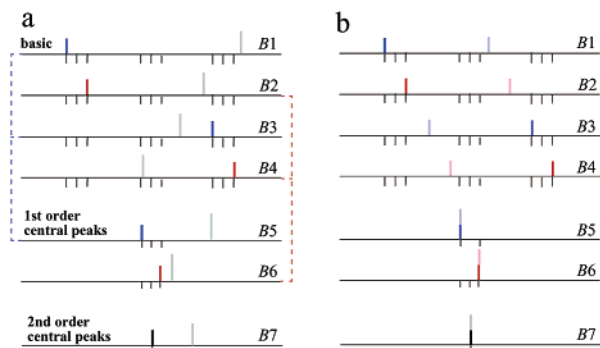 a
b
basic
B1
B1
B2
B2
B3
B3
B4
B4
1st order
central peaks
B5
B5
B6
B6
2nd order
central peaks
B7
B7